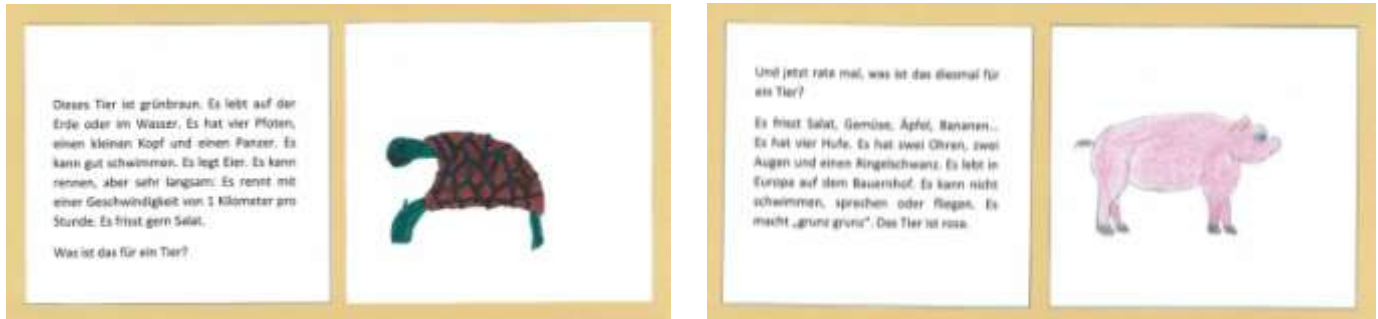 Dieses Tier ist grünbraun. Es lebt auf der
Erde oder im Wasser. Es hat vier Pfoten,
einen kleinen Kopf und einen Panzer. Es
kann gut schwimmen. Es legt Eier. Es kann
rennen, aber sehr langsam. Es rennt mit
einer Geschwindigkeit von 1 Kilometer pro
Stunde. Es frisst gern Salat.
Was ist das für ein Tier?
Und jetzt rate mal, was ist das diesmal für
ein Tier?
Es frisst Salat, Gemüse, Äpfel, Bananen...
Es hat vier Hufe. Es hat zwei Ohren, zwei
Augen und einen Ringelschwanz. Es lebt in
Europa auf dem Bauernhof. Es kann nicht
schwimmen, sprechen oder fliegen. Es
macht „grunz grunz". Das Tier ist rosa.